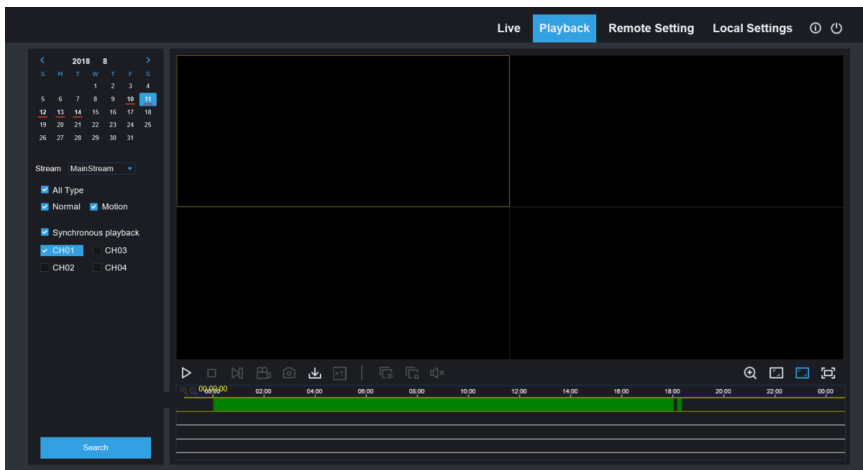 Live Playback Remote Setting Local Settings
2018 8
S M T W T F S
1 2 3 4
5 6 7 8 9 10 11
12 13 14 15 16 17 18
19 20 21 22 23 24 25
26 27 28 29 30 31
Stream MainStream
All Type
Normal Motion
Synchronous playback
CH01 CH03
CH02 CH04
x1
00:00:00
00:00 02:00 04:00 06:00 08:00 10:00 12:00 14:00 16:00 18:00 20:00 22:00 00:00
Search